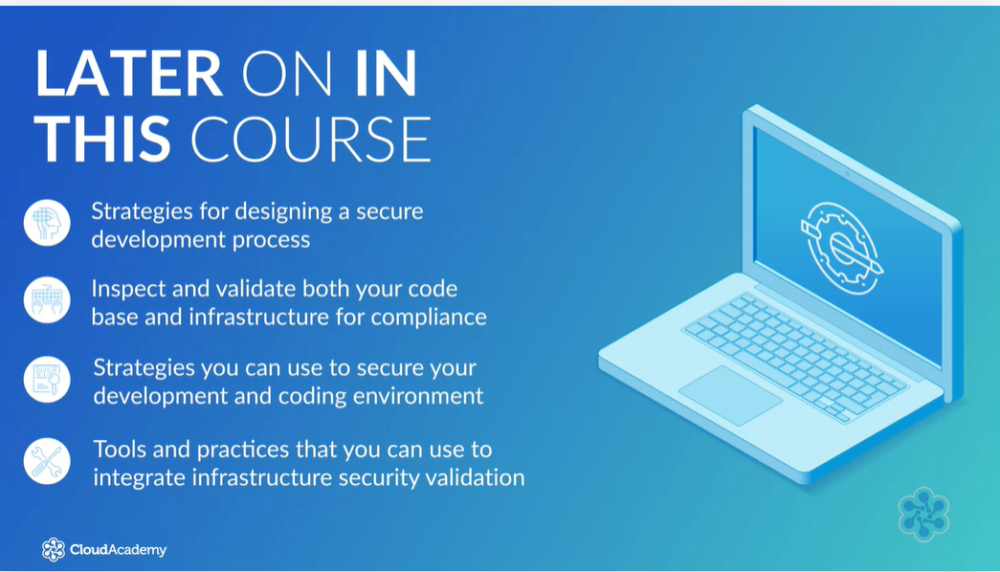 LATER ON IN
THIS COURSE
Strategies for designing a secure
development process
Inspect and validate both your code
base and infrastructure for compliance
Strategies you can use to secure your
development and coding environment
Tools and practices that you can use to
integrate infrastructure security validation
CloudAcademy